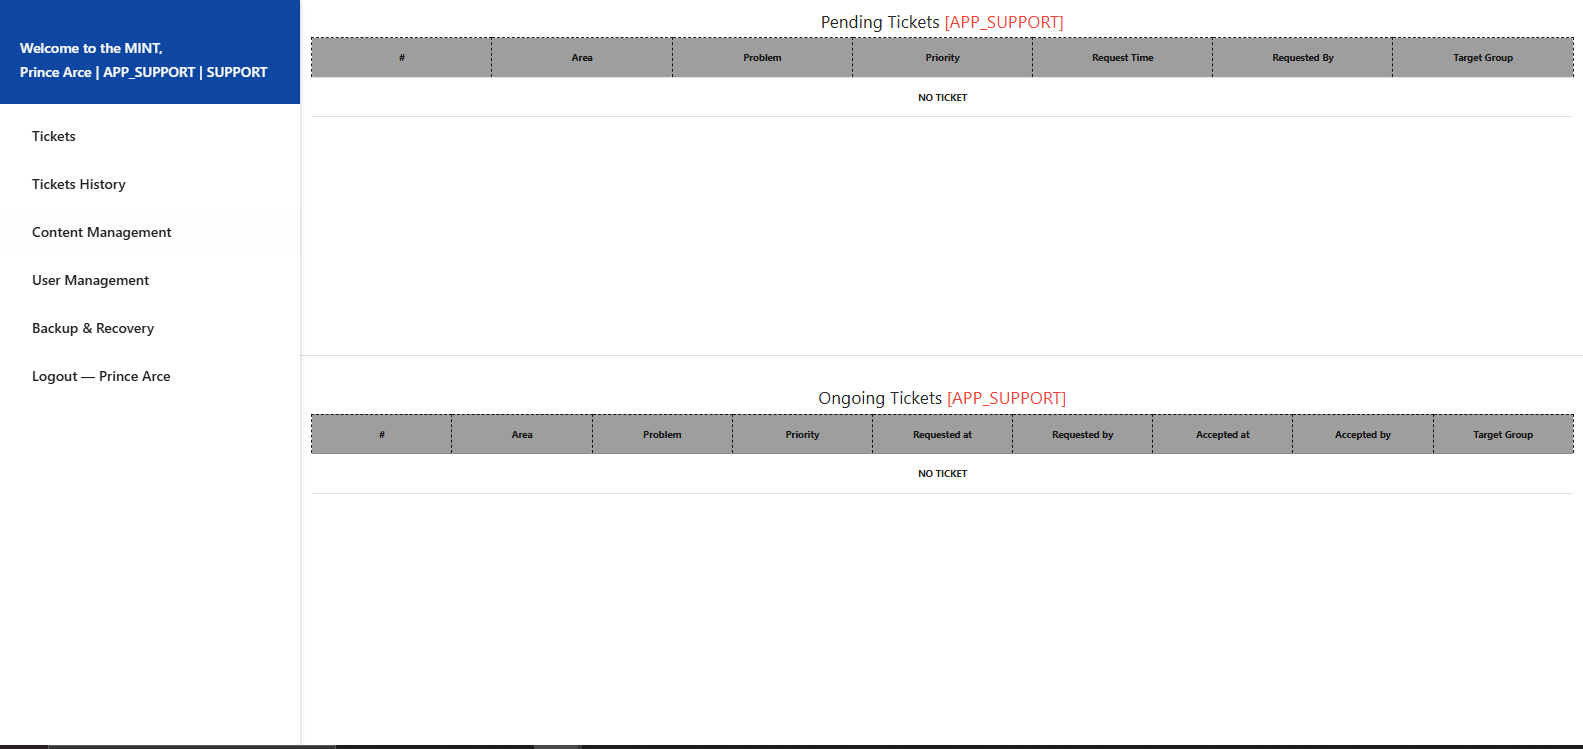 Welcome to the MINT,
Prince Arce | APP_SUPPORT | SUPPORT
Tickets
Tickets History
Content Management
User Management
Backup & Recovery
Logout — Prince Arce
Pending Tickets [APP_SUPPORT]
# Area Problem Priority Request Time Requested By Target Group
NO TICKET
Ongoing Tickets [APP_SUPPORT]
# Area Problem Priority Requested at Requested by Accepted at Accepted by Target Group
NO TICKET